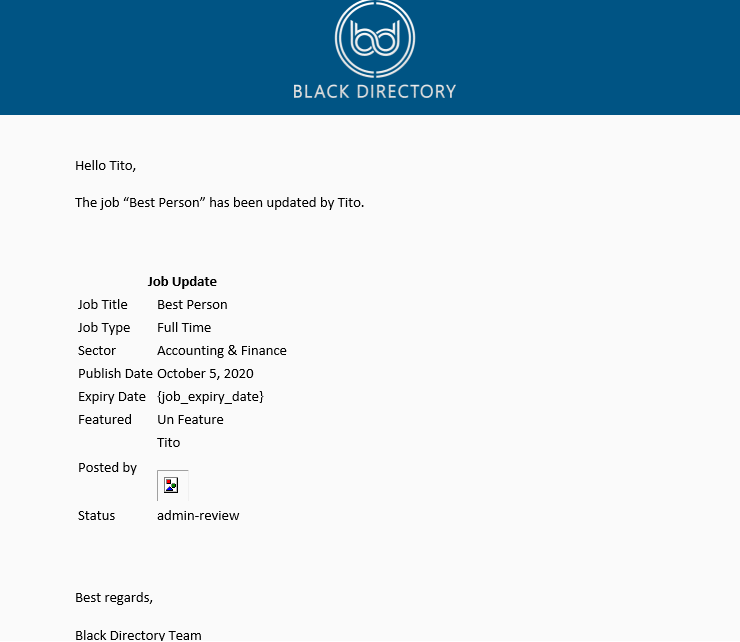 bd
BLACK DIRECTORY
Hello Tito,
The job “Best Person” has been updated by Tito.
Job Update
Job Title Best Person
Job Type Full Time
Sector Accounting & Finance
Publish Date October 5, 2020
Expiry Date {job_expiry_date}
Featured Un Feature
Tito
Posted by
Status admin-review
Best regards,
Black Directory Team